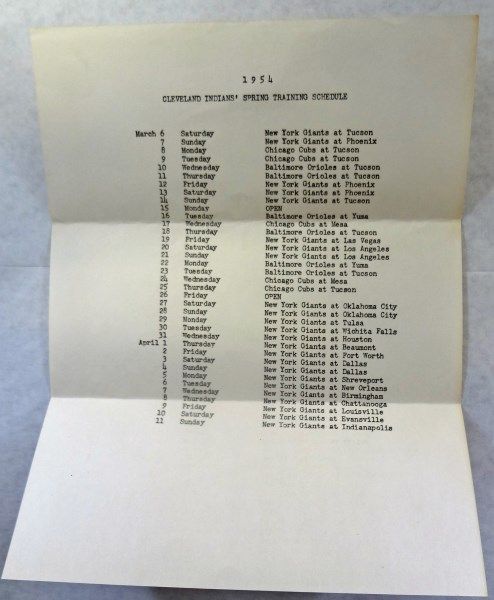 1954
CLEVELAND INDIANS' SPRING TRAINING SCHEDULE
March 6 Saturday New York Giants at Tucson
7 Sunday New York Giants at Phoenix
8 Monday Chicago Cubs at Tucson
9 Tuesday Chicago Cubs at Tucson
10 Wednesday Baltimore Orioles at Tucson
11 Thursday Baltimore Orioles at Tucson
12 Friday New York Giants at Phoenix
13 Saturday New York Giants at Phoenix
14 Sunday New York Giants at Tucson
15 Monday OPEN
16 Tuesday Baltimore Orioles at Yuma
17 Wednesday Chicago Cubs at Mesa
18 Thursday Baltimore Orioles at Tucson
19 Friday New York Giants at Las Vegas
20 Saturday New York Giants at Los Angeles
21 Sunday New York Giants at Los Angeles
22 Monday Baltimore Orioles at Yuma
23 Tuesday Baltimore Orioles at Tucson
24 Wednesday Chicago Cubs at Mesa
25 Thursday Chicago Cubs at Tucson
26 Friday OPEN
27 Saturday New York Giants at Oklahoma City
28 Sunday New York Giants at Oklahoma City
29 Monday New York Giants at Tulsa
30 Tuesday New York Giants at Wichita Falls
31 Wednesday New York Giants at Houston
April 1 Thursday New York Giants at Beaumont
2 Friday New York Giants at Fort Worth
3 Saturday New York Giants at Dallas
4 Sunday New York Giants at Dallas
5 Monday New York Giants at Shreveport
6 Tuesday New York Giants at New Orleans
7 Wednesday New York Giants at Birmingham
8 Thursday New York Giants at Chattanooga
9 Friday New York Giants at Louisville
10 Saturday New York Giants at Evansville
11 Sunday New York Giants at Indianapolis